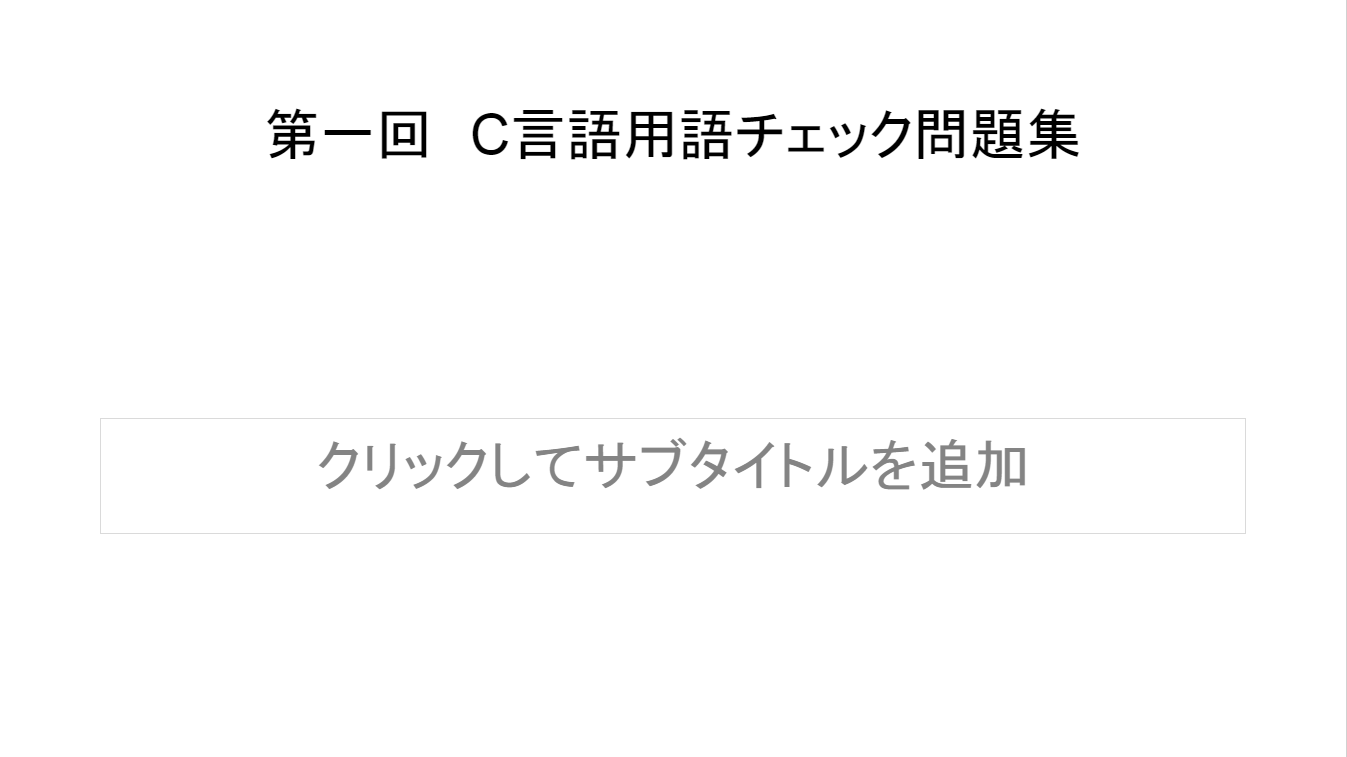 第一回　C言語用語チェック問題集
クリックしてサブタイトルを追加